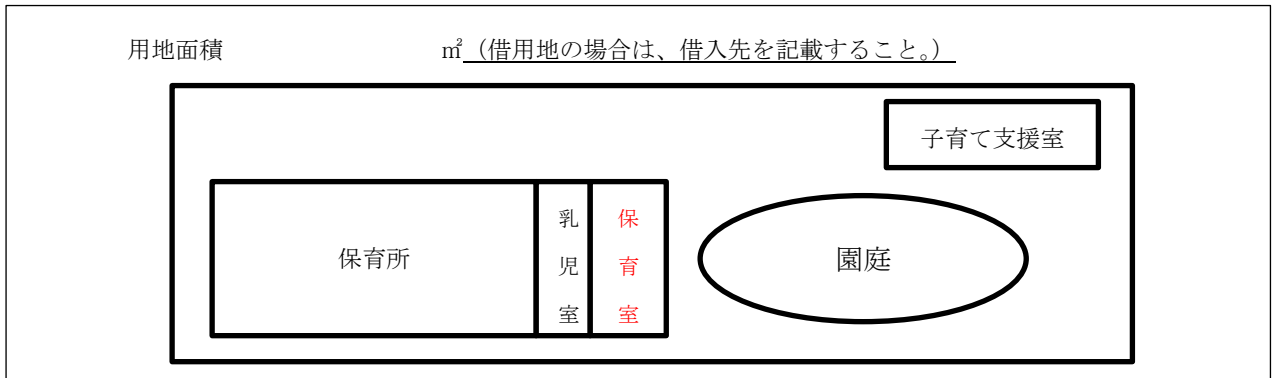 用地面積 ㎡（借用地の場合は、借入先を記載すること。）
子育て支援室
保育所
乳児室
保育室
園庭